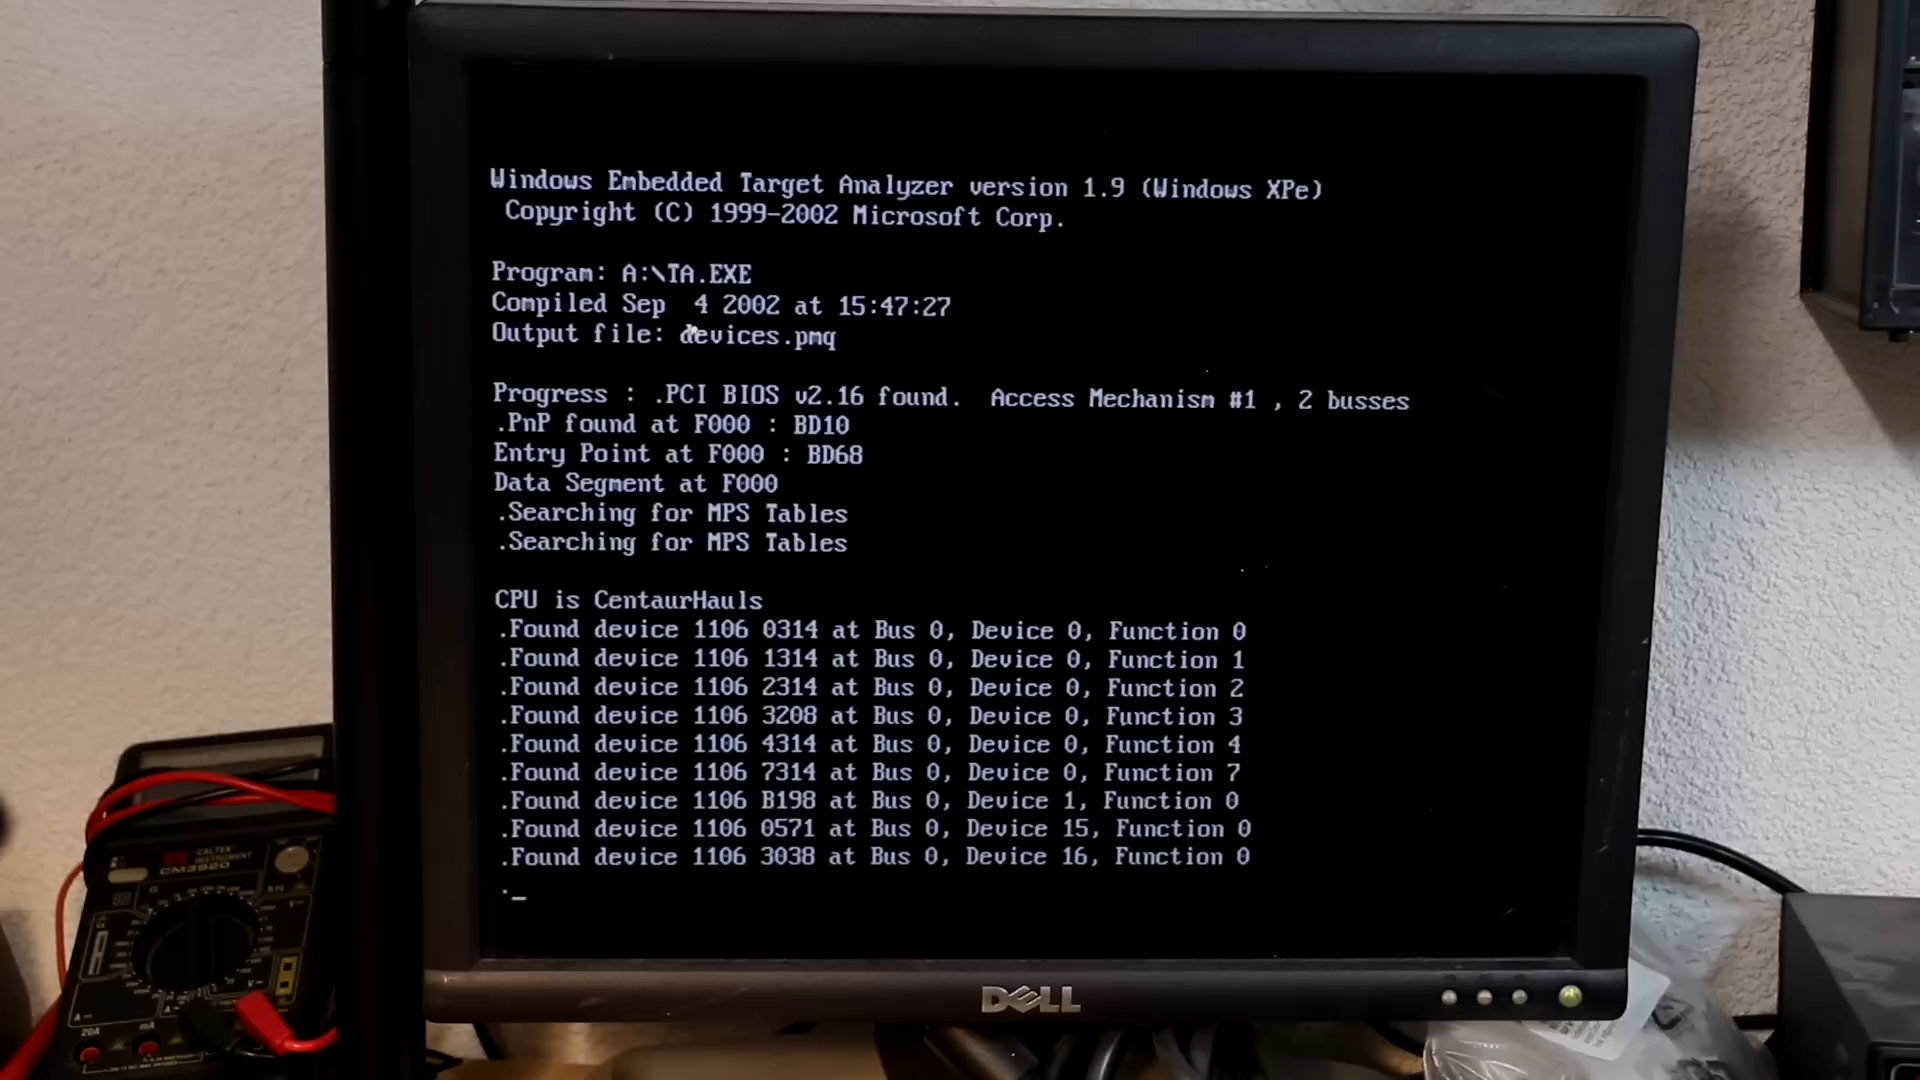 Windows Embedded Target Analyzer version 1.9 (Windows XPe)
Copyright (C) 1999-2002 Microsoft Corp.
Program: A:\TA.EXE
Compiled Sep  4 2002 at 15:47:27
Output file: devices.pmq
Progress : .PCI BIOS v2.16 found.  Access Mechanism #1 , 2 busses
.PnP found at F000 : BD10
Entry Point at F000 : BD68
Data Segment at F000
.Searching for MPS Tables
.Searching for MPS Tables
CPU is CentaurHauls
.Found device 1106 0314 at Bus 0, Device 0, Function 0
.Found device 1106 1314 at Bus 0, Device 0, Function 1
.Found device 1106 2314 at Bus 0, Device 0, Function 2
.Found device 1106 3208 at Bus 0, Device 0, Function 3
.Found device 1106 4314 at Bus 0, Device 0, Function 4
.Found device 1106 7314 at Bus 0, Device 0, Function 7
.Found device 1106 B198 at Bus 0, Device 1, Function 0
.Found device 1106 0571 at Bus 0, Device 15, Function 0
.Found device 1106 3038 at Bus 0, Device 16, Function 0
._
DELL
CM3920
20A